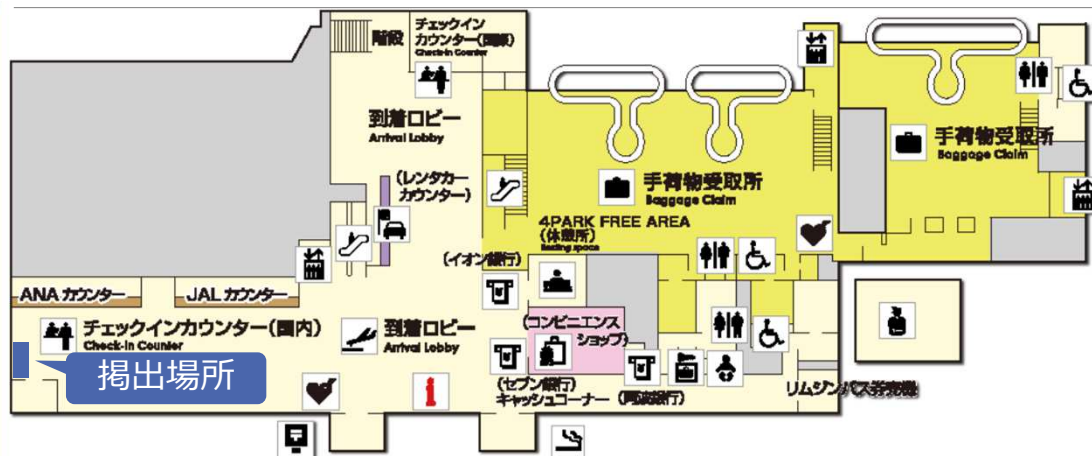 階段
チェックイン
カウンター(国際)
Check-in Counter
到着ロビー
Arrival Lobby
手荷物受取所
Baggage Claim
手荷物受取所
Baggage Claim
(レンタカー
カウンター)
4PARK FREE AREA
(休憩所)
Resting space
(イオン銀行)
ANA カウンター
JAL カウンター
チェックインカウンター(国内)
Check-in Counter
到着ロビー
Arrival Lobby
(コンビニエンス
ショップ)
掲出場所
(セブン銀行)
キャッシュコーナー
(阿波銀行)
リムジンバス券売機